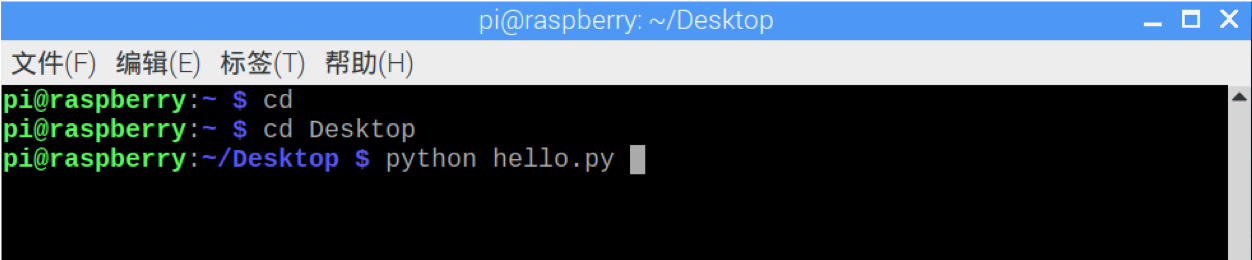 pi@raspberry: ~/Desktop
文件(F) 编辑(E) 标签(T) 帮助(H)
pi@raspberry:~ $ cd
pi@raspberry:~ $ cd Desktop
pi@raspberry:~/Desktop $ python hello.py